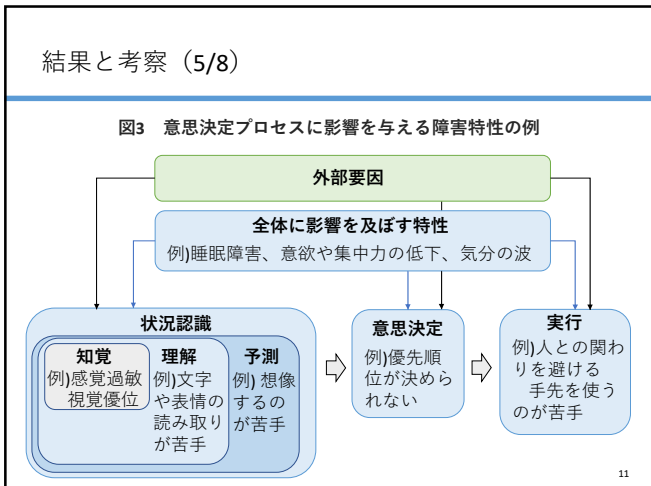 結果と考察（5/8）
図3　意思決定プロセスに影響を与える障害特性の例
外部要因
全体に影響を及ぼす特性
例)睡眠障害、意欲や集中力の低下、気分の波
状況認識
知覚
例)感覚過敏
視覚優位
理解
例)文字
や表情の
読み取り
が苦手
予測
例) 想像
するの
が苦手
意思決定
例)優先順
位が決めら
れない
実行
例)人との関わ
りを避ける
手先を使う
のが苦手
11